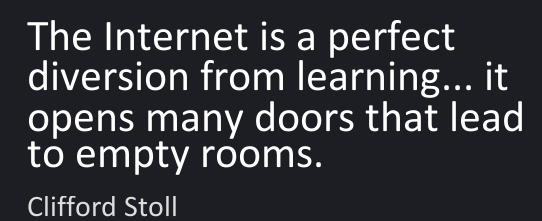 The Internet is a perfect
diversion from learning... it
opens many doors that lead
to empty rooms.
Clifford Stoll